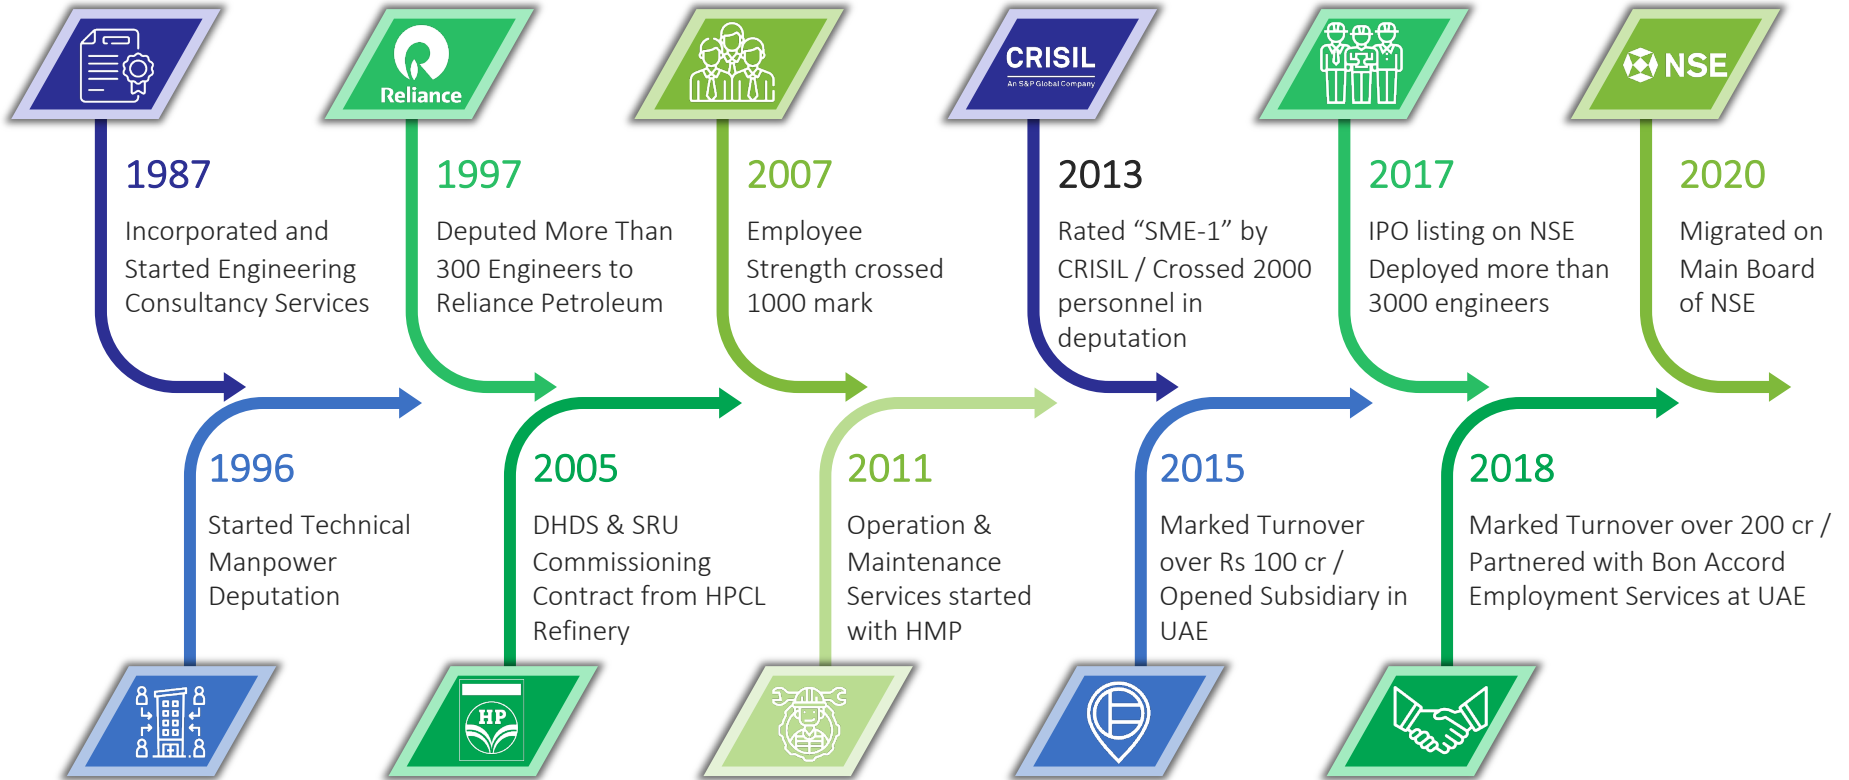 CRISIL
An S&P Global Company
NSE
Reliance
1987
Incorporated and
Started Engineering
Consultancy Services
1997
Deputed More Than
300 Engineers to
Reliance Petroleum
2007
Employee
Strength crossed
1000 mark
2013
Rated “SME-1” by
CRISIL / Crossed 2000
personnel in
deputation
2017
IPO listing on NSE
Deployed more than
3000 engineers
2020
Migrated on
Main Board
of NSE
1996
Started Technical
Manpower
Deputation
2005
DHDS & SRU
Commissioning
Contract from HPCL
Refinery
2011
Operation &
Maintenance
Services started
with HMP
2015
Marked Turnover
over Rs 100 cr /
Opened Subsidiary in
UAE
2018
Marked Turnover over 200 cr /
Partnered with Bon Accord
Employment Services at UAE
HP